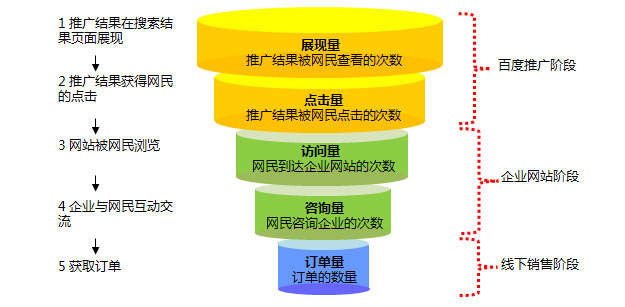 1 推广结果在搜索结
果页面展现
2 推广结果获得网民
的点击
3 网站被网民浏览
4 企业与网民互动交
流
5 获取订单
展现量
推广结果被网民查看的次数
点击量
推广结果被网民点击的次数
访问量
网民到达企业网站的次数
咨询量
网民咨询企业的次数
订单量
订单的数量
百度推广阶段
企业网站阶段
线下销售阶段